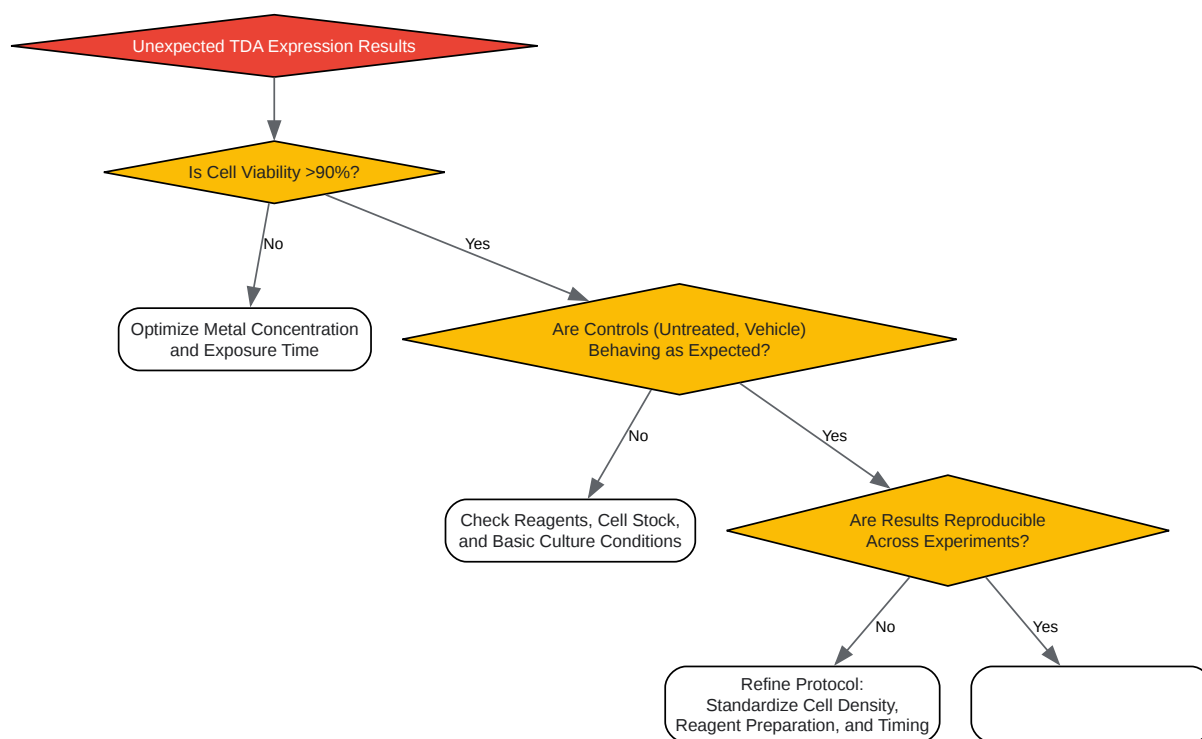 Unexpected TDA Expression Results
Is Cell Viability >90%?
No
Yes
Optimize Metal Concentration
and Exposure Time
Are Controls (Untreated, Vehicle)
Behaving as Expected?
No
Yes
Check Reagents, Cell Stock,
and Basic Culture Conditions
Are Results Reproducible
Across Experiments?
No
Yes
Refine Protocol:
Standardize Cell Density,
Reagent Preparation, and Timing